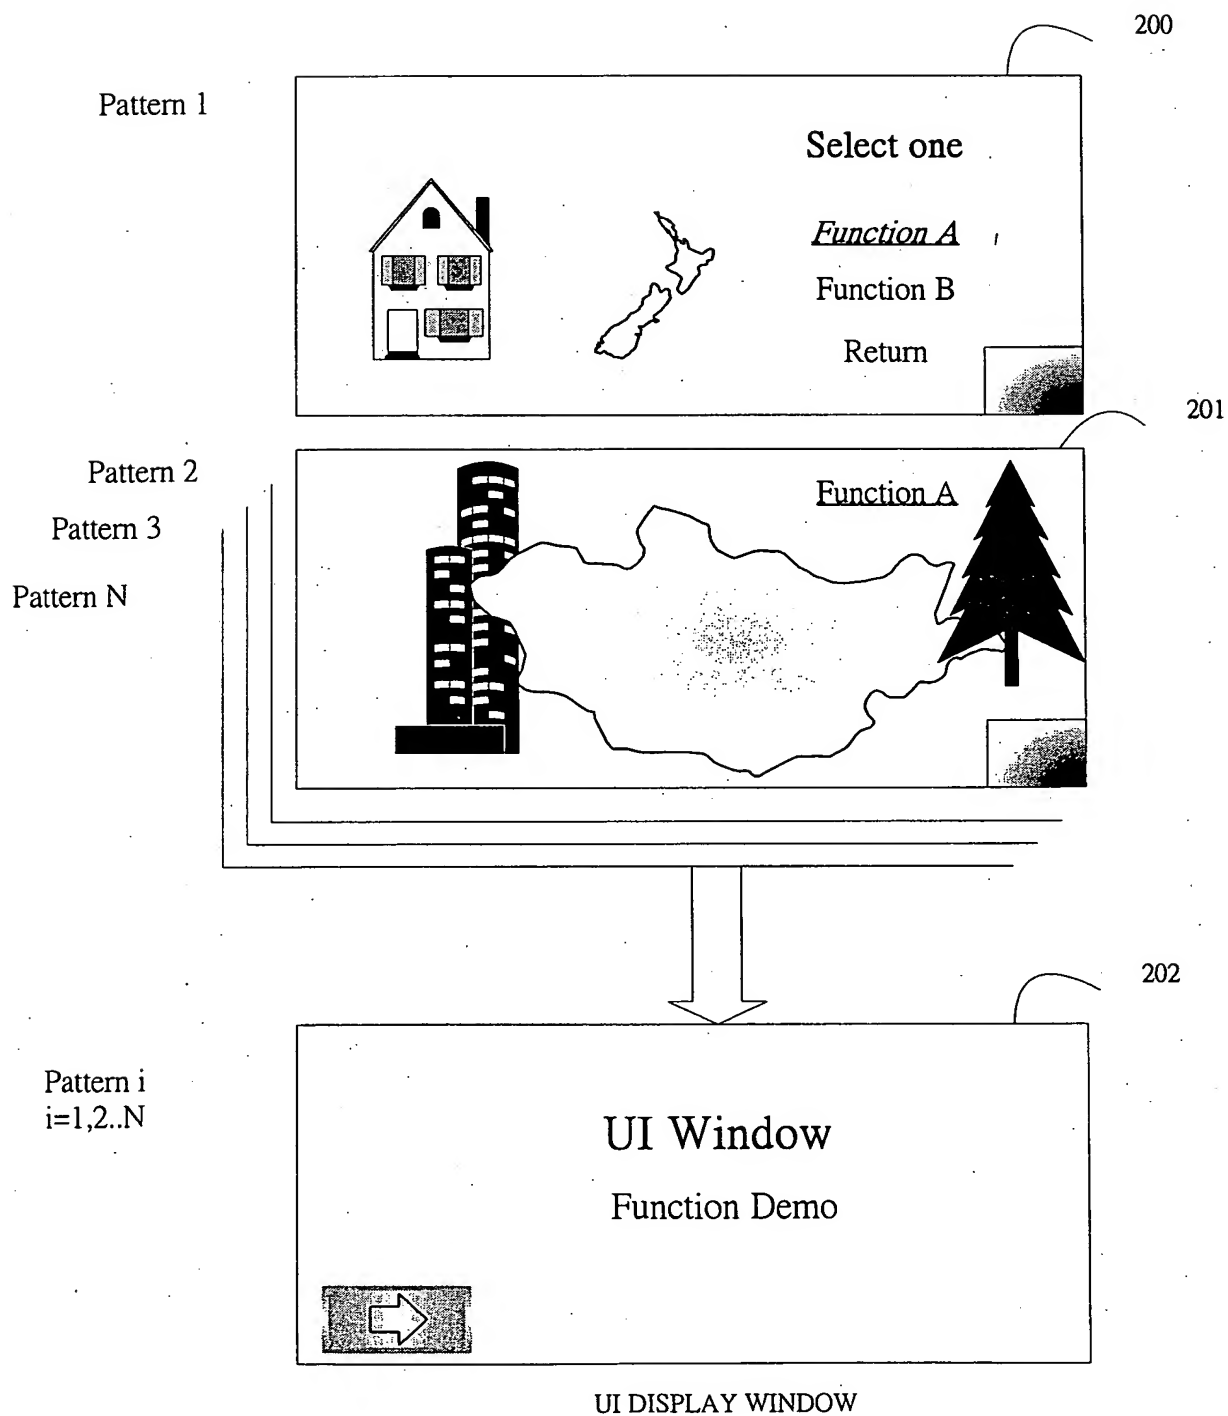 200
Pattern 1
Select one
Function A
Function B
Return
201
Pattern 2
Function A
Pattern 3
Pattern N
202
Pattern i
i=1,2..N
UI Window
Function Demo
UI DISPLAY WINDOW